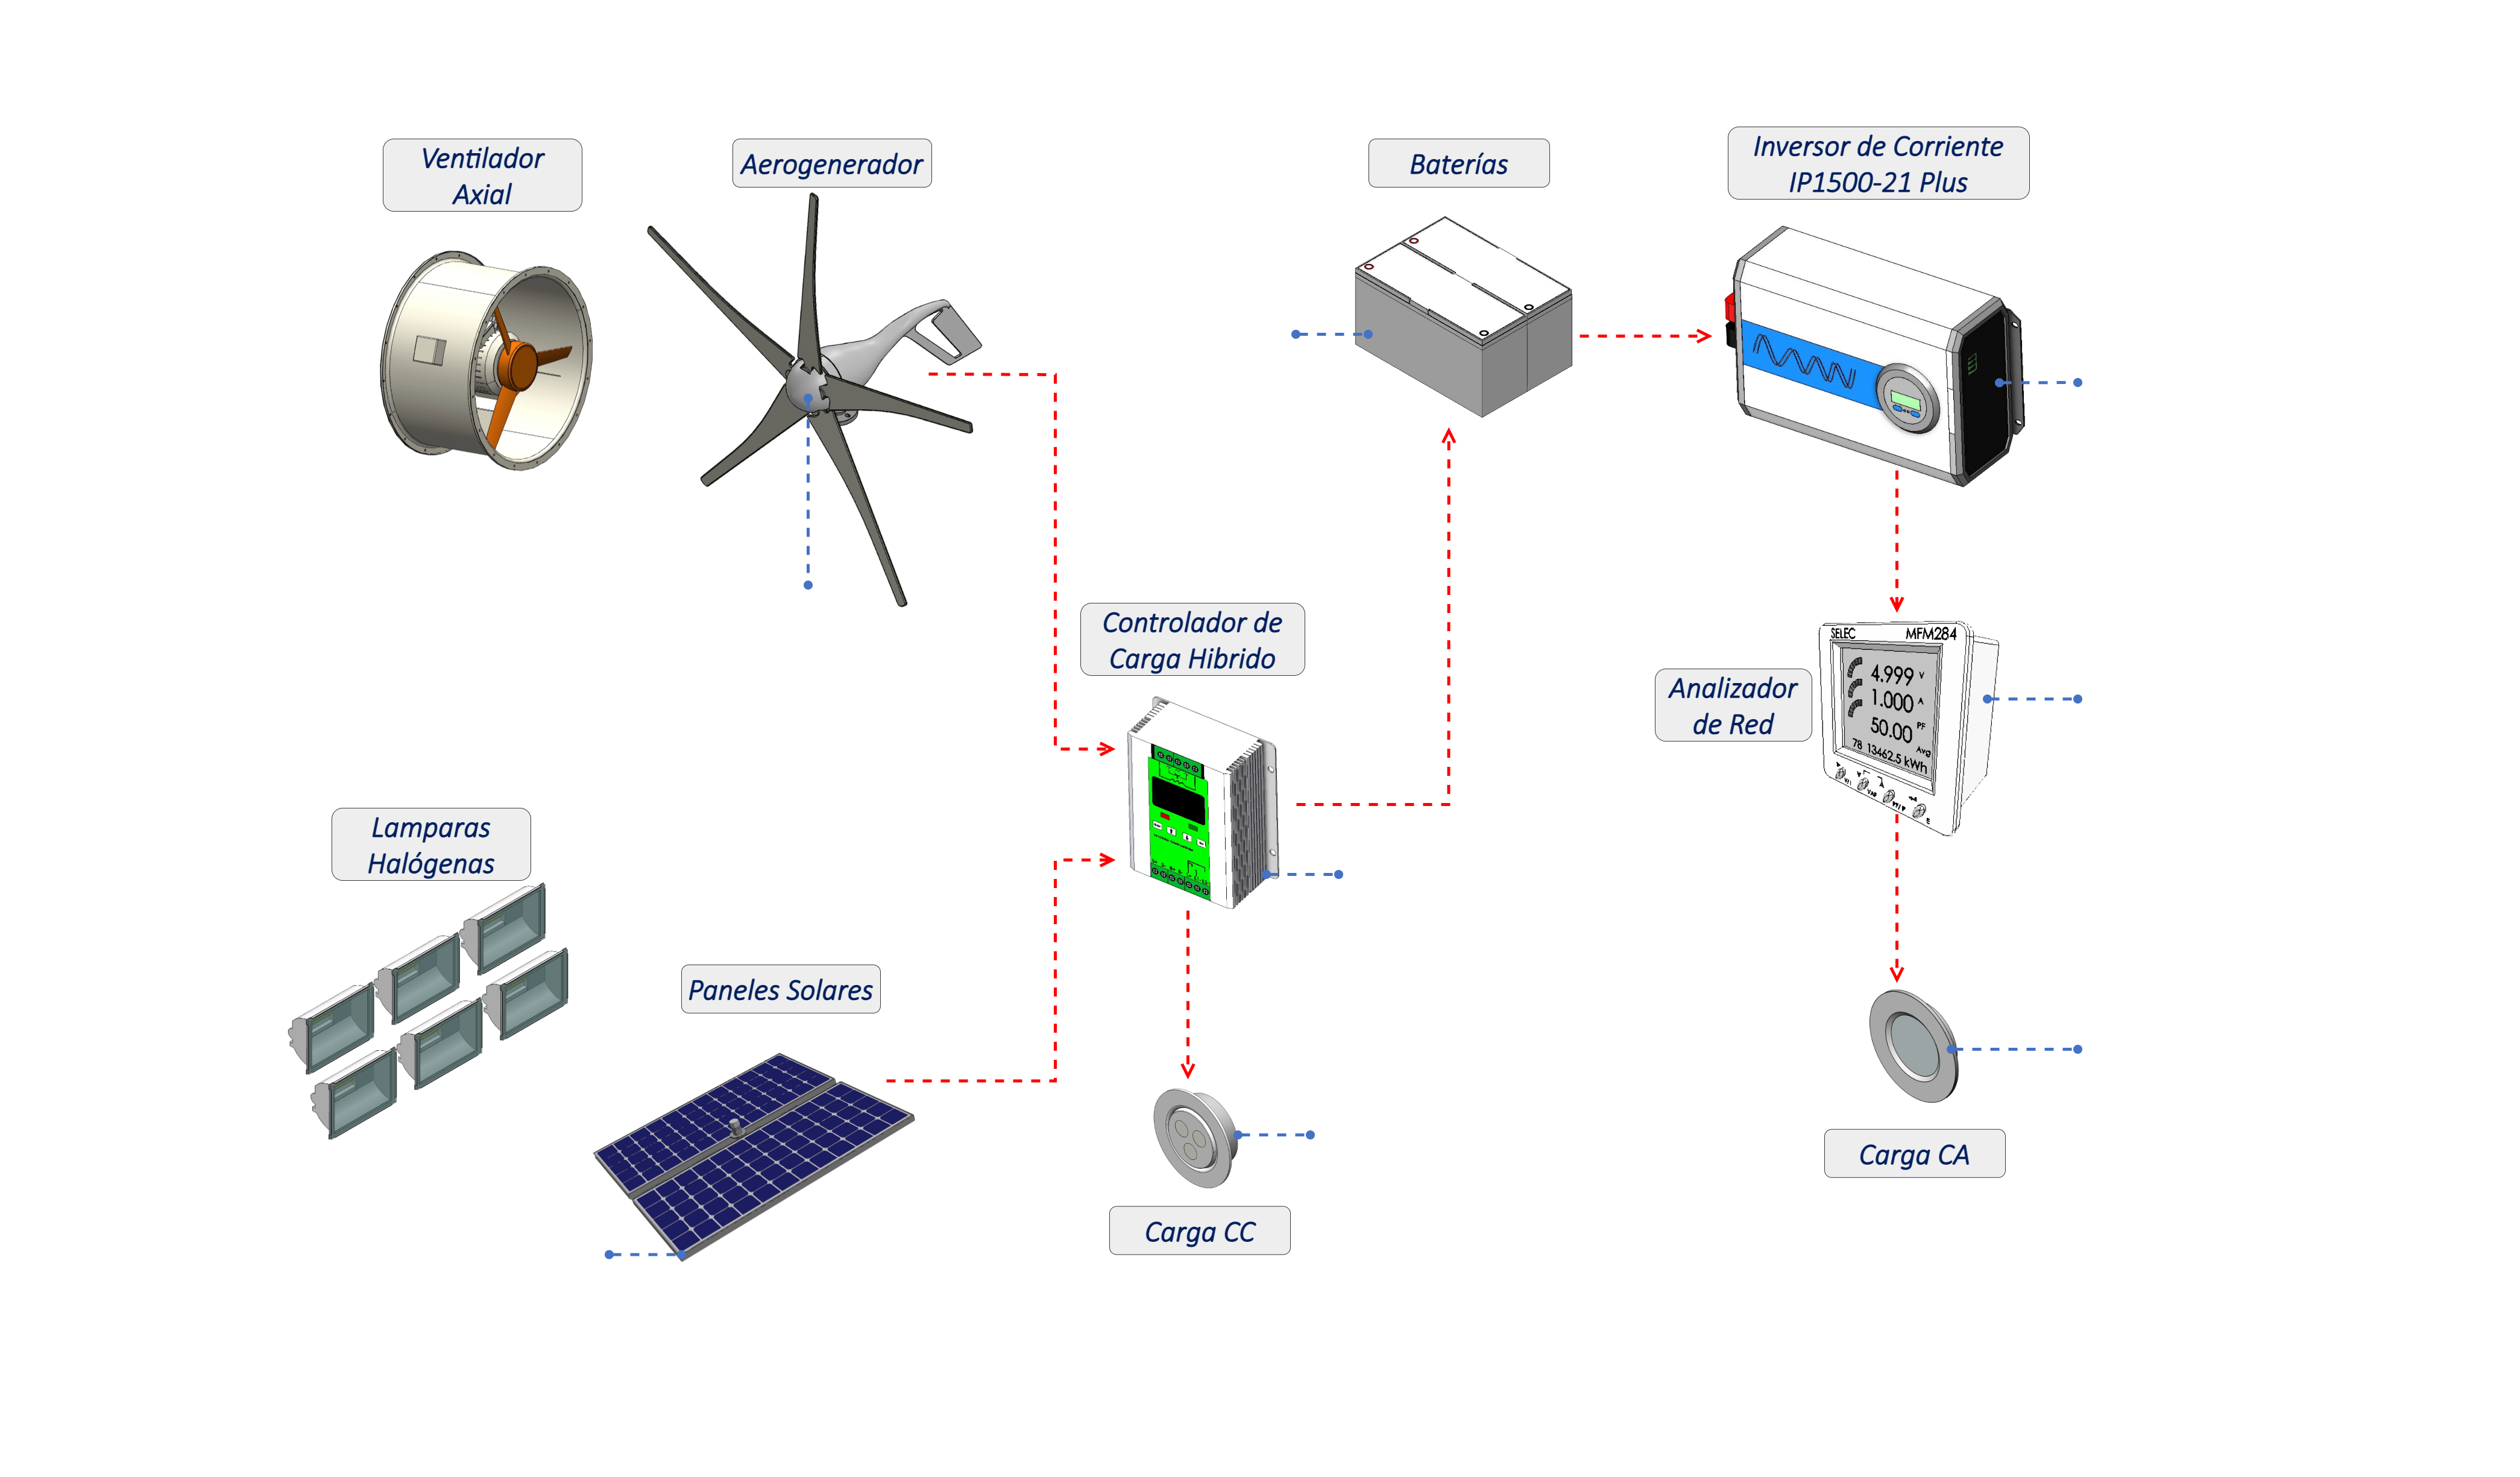 Ventilador
Axial
Aerogenerador
Baterías
Inversor de Corriente
IP1500-21 Plus
Controlador de
Carga Hibrido
SELEC MFM284
4.999 V
1.000 A
50.00 PF
Avg
78 13462.5 kWh
Analizador
de Red
Lamparas
Halógenas
Paneles Solares
Carga CA
Carga CC